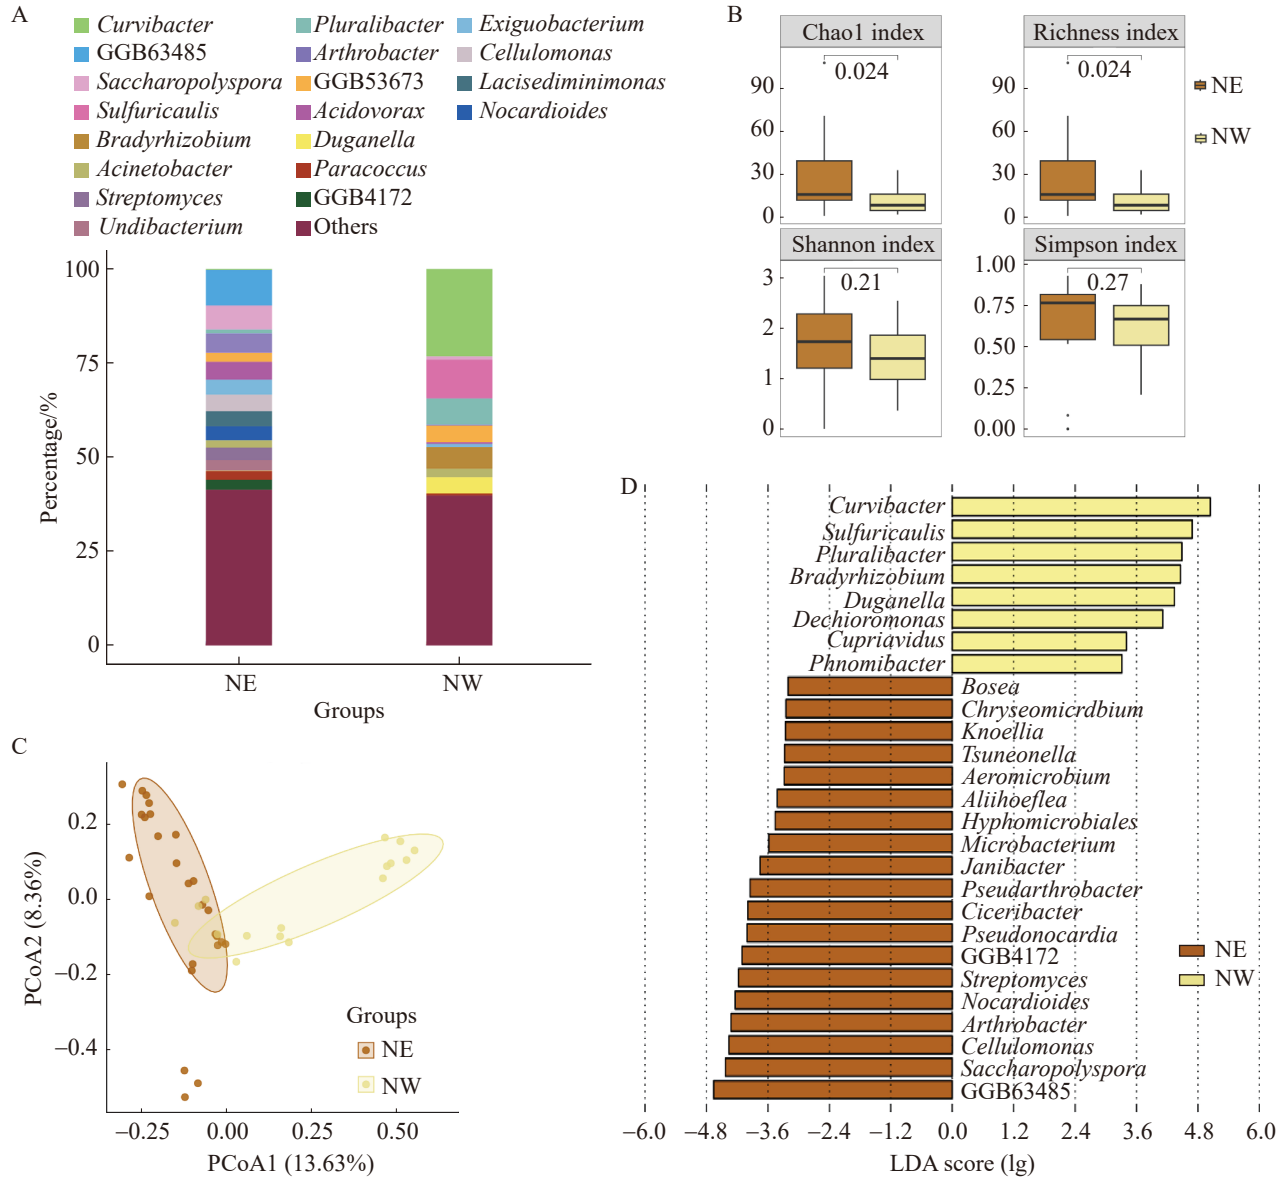 A
Curvibacter
GGB63485
Saccharopolyspora
Sulfuricaulis
Bradyrhizobium
Acinetobacter
Streptomyces
Undibacterium
Pluralibacter
Arthrobacter
GGB53673
Acidovorax
Duganella
Paracoccus
GGB4172
Others
Exiguobacterium
Cellulomonas
Lacisediminimonas
Nocardioides
Percentage/%
100
75
50
25
0
NE
NW
Groups
B
Chao1 index
0.024
90
60
30
0
Richness index
0.024
90
60
30
0
NE
NW
Shannon index
0.21
3
2
1
0
Simpson index
0.27
1.00
0.75
0.50
0.25
0.00
C
PCoA2 (8.36%)
0.2
0.0
−0.2
−0.4
Groups
NE
NW
−0.25
0.00
0.25
0.50
PCoA1 (13.63%)
D
Curvibacter
Sulfuricaulis
Pluralibacter
Bradyrhizobium
Duganella
Dechioromonas
Cupriavidus
Phnomibacter
Bosea
Chryseomicrdbium
Knoellia
Tsuneonella
Aeromicrobium
Aliihoeflea
Hyphomicrobiales
Microbacterium
Janibacter
Pseudarthrobacter
Ciceribacter
Pseudonocardia
GGB4172
Streptomyces
Nocardioides
Arthrobacter
Cellulomonas
Saccharopolyspora
GGB63485
NE
NW
−6.0
−4.8
−3.6
−2.4
−1.2
0.0
1.2
2.4
3.6
4.8
6.0
LDA score (lg)